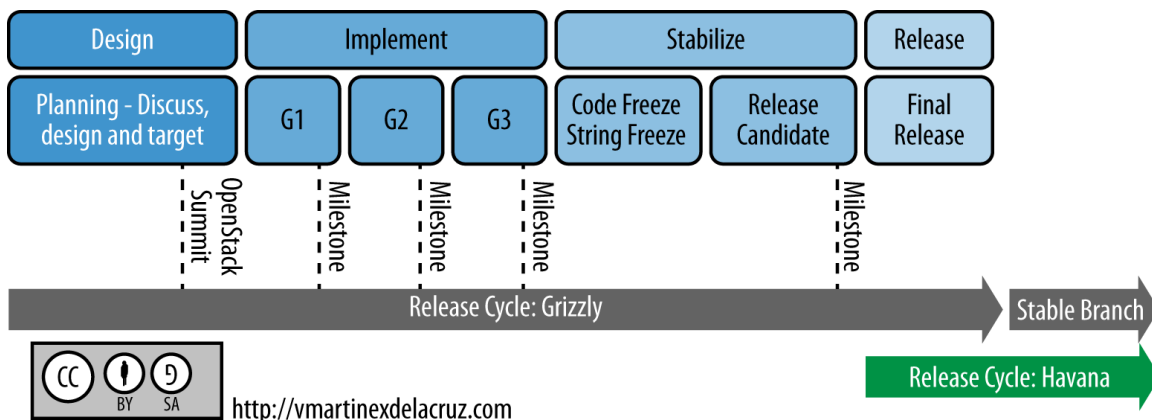 Design
Implement
Stabilize
Release
Planning - Discuss,
design and target
G1
G2
G3
Code Freeze
String Freeze
Release
Candidate
Final
Release
OpenStack
Summit
Milestone
Milestone
Milestone
Milestone
Release Cycle: Grizzly
Stable Branch
Release Cycle: Havana
CC
BY
SA
http://vmartinexdelacruz.com